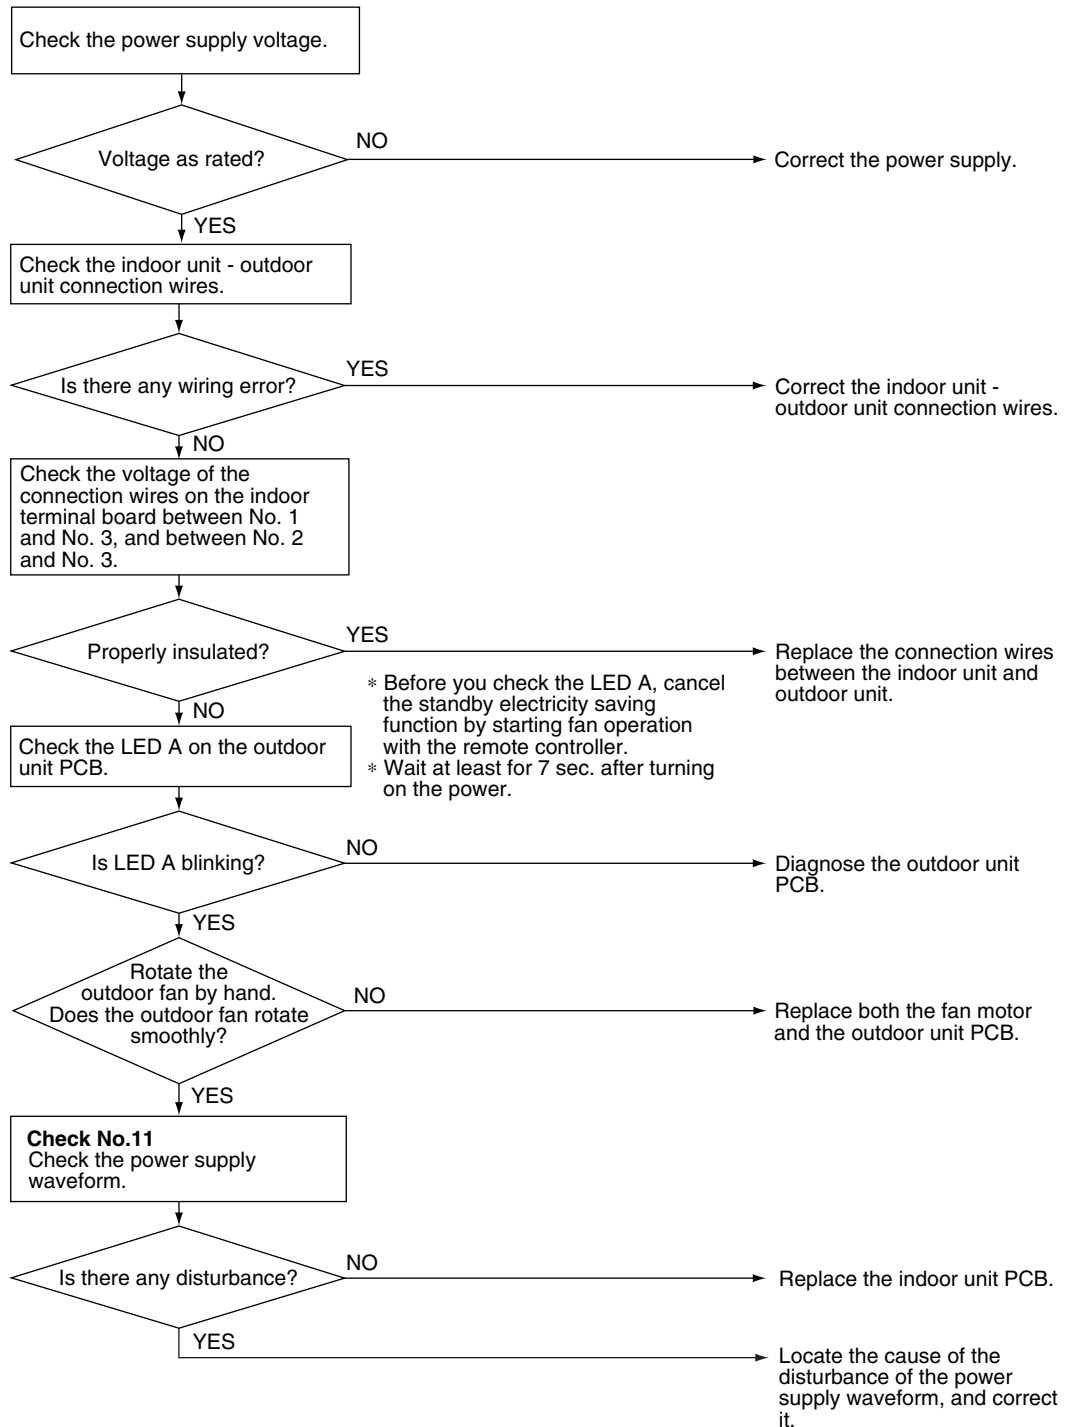 Check the power supply voltage.
Voltage as rated?
NO
Correct the power supply.
YES
Check the indoor unit - outdoor
unit connection wires.
Is there any wiring error?
YES
Correct the indoor unit -
outdoor unit connection wires.
NO
Check the voltage of the
connection wires on the indoor
terminal board between No. 1
and No. 3, and between No. 2
and No. 3.
Properly insulated?
YES
Replace the connection wires
between the indoor unit and
outdoor unit.
NO
∗ Before you check the LED A, cancel
the standby electricity saving
function by starting fan operation
with the remote controller.
∗ Wait at least for 7 sec. after turning
on the power.
Check the LED A on the outdoor
unit PCB.
Is LED A blinking?
NO
Diagnose the outdoor unit
PCB.
YES
Rotate the
outdoor fan by hand.
Does the outdoor fan rotate
smoothly?
NO
Replace both the fan motor
and the outdoor unit PCB.
YES
Check No.11
Check the power supply
waveform.
Is there any disturbance?
NO
Replace the indoor unit PCB.
YES
Locate the cause of the
disturbance of the power
supply waveform, and correct
it.